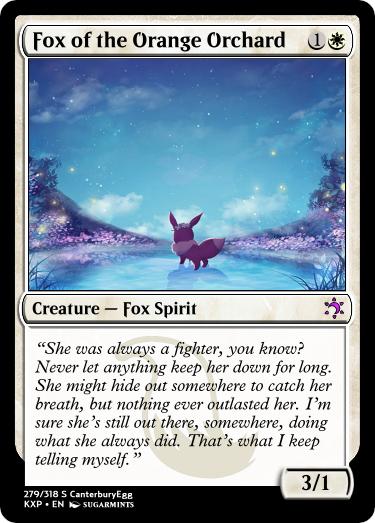 Fox of the Orange Orchard 1
Creature — Fox Spirit
“She was always a fighter, you know?
Never let anything keep her down for long.
She might hide out somewhere to catch her
breath, but nothing ever outlasted her. I’m
sure she’s still out there, somewhere, doing
what she always did. That’s what I keep
telling myself.”
3/1
279/318 S CanterburyEgg
KXP • EN SUGARMINTS